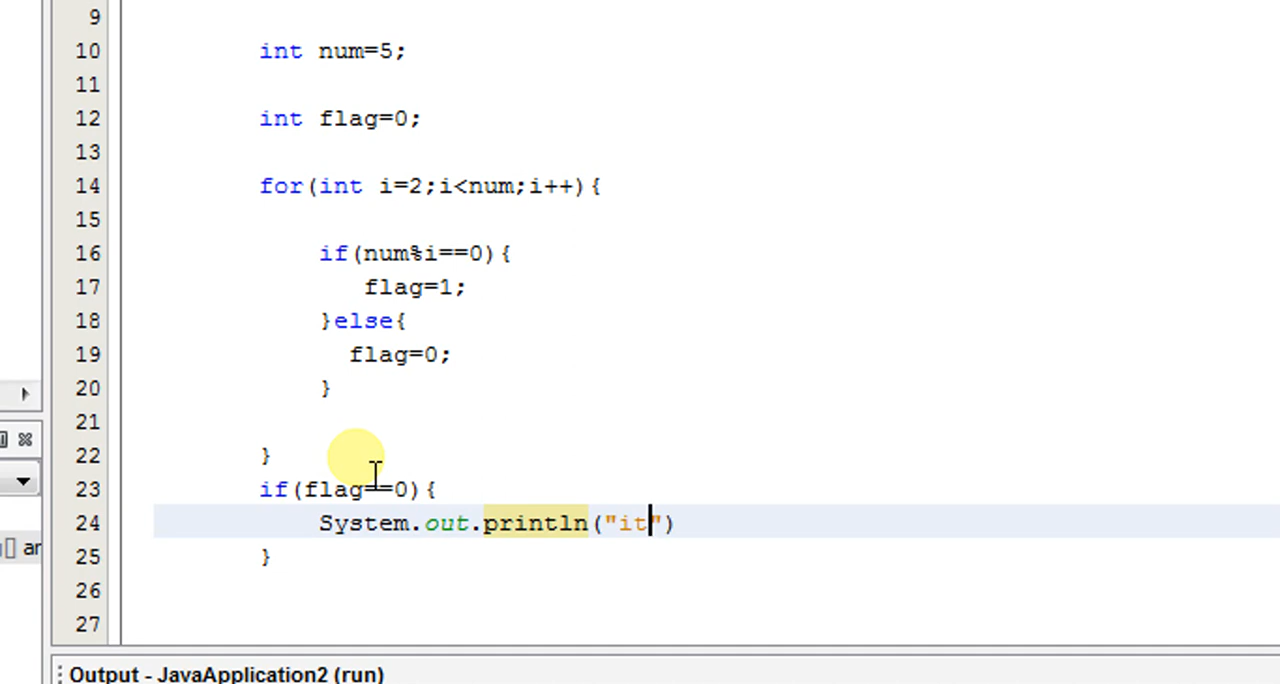 9
10 int num=5;
11
12 int flag=0;
13
14 for(int i=2;i<num;i++){
15
16 if(num%i==0){
17 flag=1;
18 }else{
19 flag=0;
20 }
21
22 }
23 if(flag==0){
24 System.out.println("it")
25 }
26
27
[] ar
Output - JavaApplication2 (run)